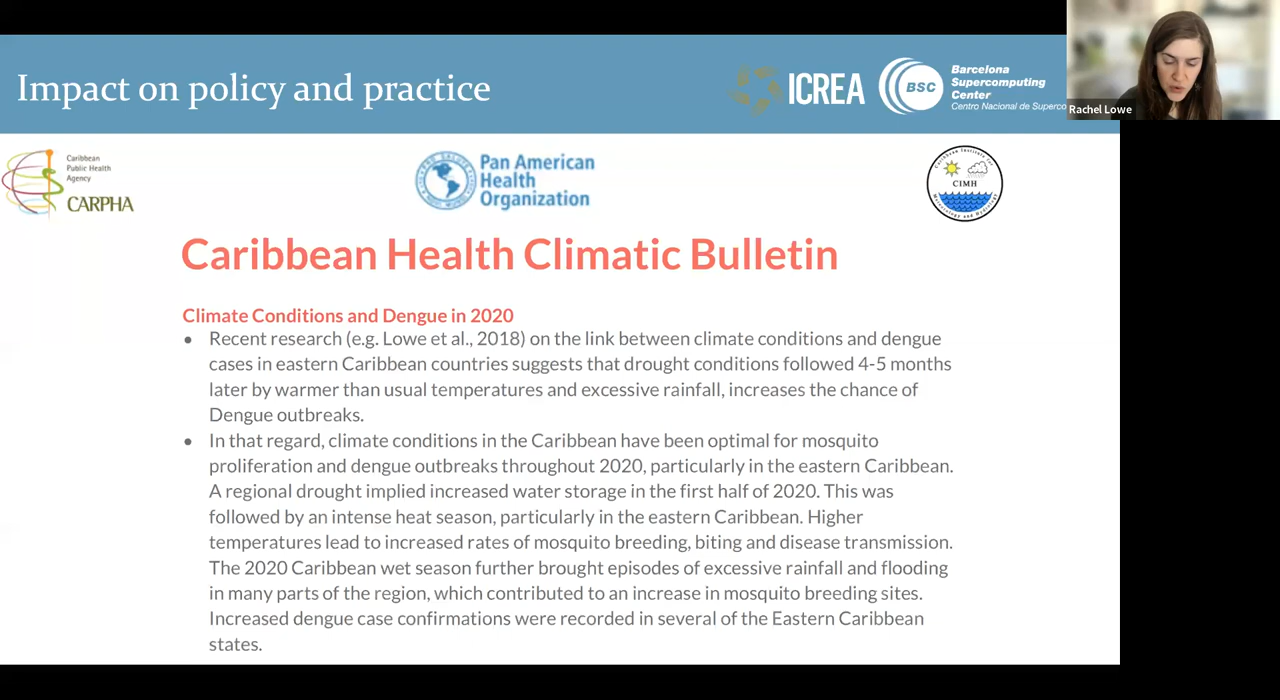 Impact on policy and practice
ICREA
BSC
Barcelona
Supercomputing
Center
Centro Nacional de Superco
Rachel Lowe
Caribbean
Public Health
Agency
CARPHA
Pan American
Health
Organization
Caribbean Institute for
CIMH
Meteorology and Hydrology
Caribbean Health Climatic Bulletin
Climate Conditions and Dengue in 2020
• Recent research (e.g. Lowe et al., 2018) on the link between climate conditions and dengue
cases in eastern Caribbean countries suggests that drought conditions followed 4-5 months
later by warmer than usual temperatures and excessive rainfall, increases the chance of
Dengue outbreaks.
• In that regard, climate conditions in the Caribbean have been optimal for mosquito
proliferation and dengue outbreaks throughout 2020, particularly in the eastern Caribbean.
A regional drought implied increased water storage in the first half of 2020. This was
followed by an intense heat season, particularly in the eastern Caribbean. Higher
temperatures lead to increased rates of mosquito breeding, biting and disease transmission.
The 2020 Caribbean wet season further brought episodes of excessive rainfall and flooding
in many parts of the region, which contributed to an increase in mosquito breeding sites.
Increased dengue case confirmations were recorded in several of the Eastern Caribbean
states.